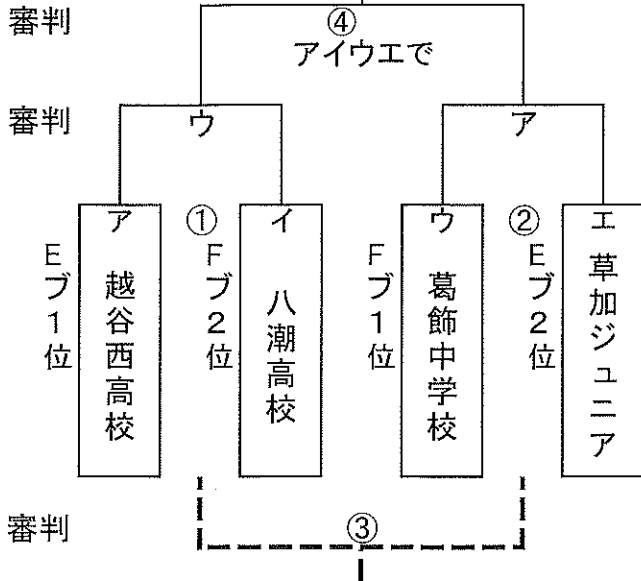 審判
④
アイウエで
審判
ウ
ア
Eブ1位
ア 越谷西高校
①
Fブ2位
イ 八潮高校
Fブ1位
ウ 葛飾中学校
②
Eブ2位
エ 草加ジュニア
審判
③